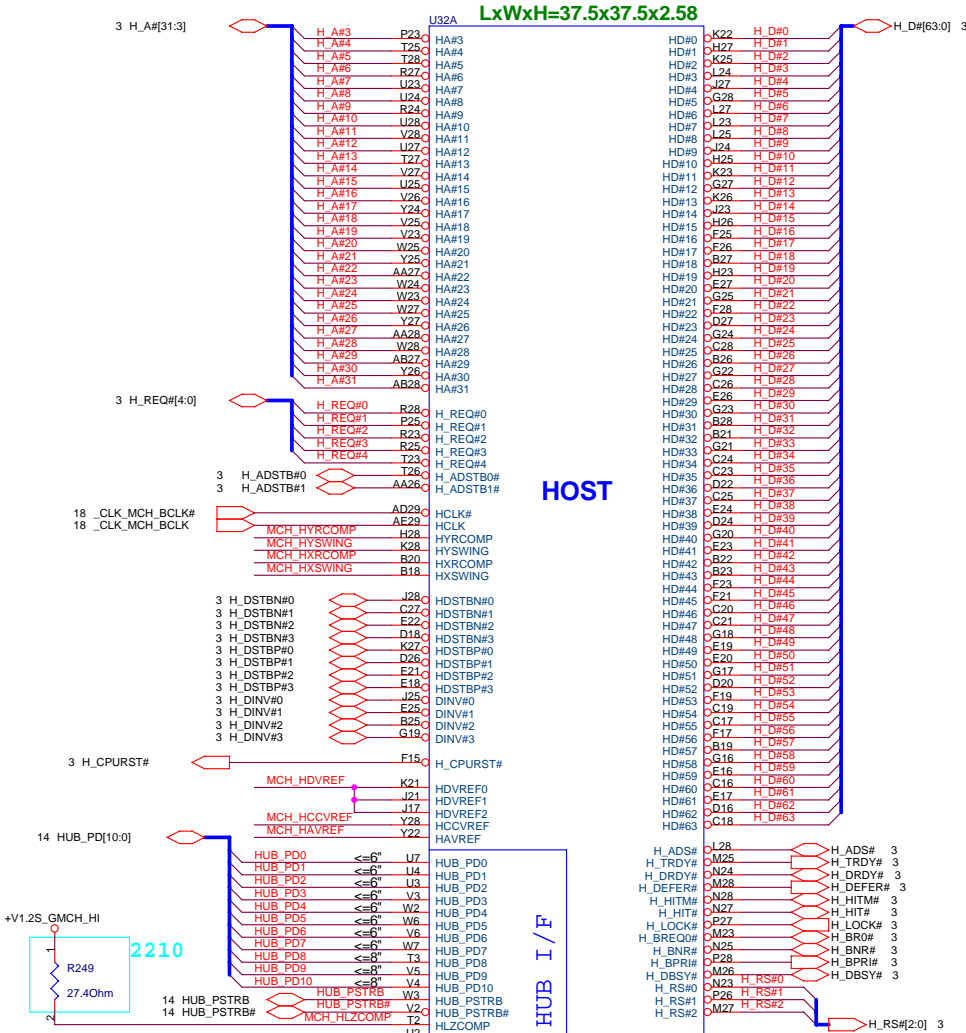 LxWxH=37.5x37.5x2.58
U32A
3 H_A#[31:3]
H_A#3 P23 HA#3
H_A#4 T25 HA#4
H_A#5 T28 HA#5
H_A#6 R27 HA#6
H_A#7 U23 HA#7
H_A#8 U24 HA#8
H_A#9 R24 HA#9
H_A#10 U28 HA#10
H_A#11 V28 HA#11
H_A#12 U27 HA#12
H_A#13 T27 HA#13
H_A#14 V27 HA#14
H_A#15 U25 HA#15
H_A#16 V26 HA#16
H_A#17 Y24 HA#17
H_A#18 V25 HA#18
H_A#19 V23 HA#19
H_A#20 W25 HA#20
H_A#21 Y25 HA#21
H_A#22 AA27 HA#22
H_A#23 W24 HA#23
H_A#24 W23 HA#24
H_A#25 W27 HA#25
H_A#26 Y27 HA#26
H_A#27 AA28 HA#27
H_A#28 W28 HA#28
H_A#29 AB27 HA#29
H_A#30 Y26 HA#30
H_A#31 AB28 HA#31
3 H_REQ#[4:0]
H_REQ#0 R28 H_REQ#0
H_REQ#1 P25 H_REQ#1
H_REQ#2 R23 H_REQ#2
H_REQ#3 R25 H_REQ#3
H_REQ#4 T23 H_REQ#4
3 H_ADSTB#0 T26 H_ADSTB0#
3 H_ADSTB#1 AA26 H_ADSTB1#
18 _CLK_MCH_BCLK# AD29 HCLK#
18 _CLK_MCH_BCLK AE29 HCLK
MCH_HYRCOMP H28 HYRCOMP
MCH_HYSWING K28 HYSWING
MCH_HXRCOMP B20 HXRCOMP
MCH_HXSWING B18 HXSWING
3 H_DSTBN#0 J28 HDSTBN#0
3 H_DSTBN#1 C27 HDSTBN#1
3 H_DSTBN#2 E22 HDSTBN#2
3 H_DSTBN#3 D18 HDSTBN#3
3 H_DSTBP#0 K27 HDSTBP#0
3 H_DSTBP#1 D26 HDSTBP#1
3 H_DSTBP#2 E21 HDSTBP#2
3 H_DSTBP#3 E18 HDSTBP#3
3 H_DINV#0 J25 DINV#0
3 H_DINV#1 E25 DINV#1
3 H_DINV#2 B25 DINV#2
3 H_DINV#3 G19 DINV#3
3 H_CPURST# F15 H_CPURST#
MCH_HDVREF K21 HDVREF0
J21 HDVREF1
J17 HDVREF2
MCH_HCCVREF Y28 HCCVREF
MCH_HAVREF Y22 HAVREF
14 HUB_PD[10:0]
HUB_PD0 <=6" U7 HUB_PD0
HUB_PD1 <=6" U4 HUB_PD1
HUB_PD2 <=6" U3 HUB_PD2
HUB_PD3 <=6" V3 HUB_PD3
HUB_PD4 <=6" W2 HUB_PD4
HUB_PD5 <=6" W6 HUB_PD5
HUB_PD6 <=6" V6 HUB_PD6
HUB_PD7 <=6" W7 HUB_PD7
HUB_PD8 <=8" T3 HUB_PD8
HUB_PD9 <=8" V5 HUB_PD9
HUB_PD10 <=8" V4 HUB_PD10
14 HUB_PSTRB HUB_PSTRB W3 HUB_PSTRB
14 HUB_PSTRB# HUB_PSTRB# V2 HUB_PSTRB#
MCH_HLZCOMP T2 HLZCOMP
U2
+V1.2S_GMCH_HI
1
2210
R249
27.4Ohm
2
HOST
HUB I/F
H_D#[63:0] 3
HD#0 K22 H_D#0
HD#1 H27 H_D#1
HD#2 K25 H_D#2
HD#3 L24 H_D#3
HD#4 J27 H_D#4
HD#5 G28 H_D#5
HD#6 L27 H_D#6
HD#7 L23 H_D#7
HD#8 L25 H_D#8
HD#9 J24 H_D#9
HD#10 H25 H_D#10
HD#11 K23 H_D#11
HD#12 G27 H_D#12
HD#13 K26 H_D#13
HD#14 J23 H_D#14
HD#15 H26 H_D#15
HD#16 F25 H_D#16
HD#17 F26 H_D#17
HD#18 B27 H_D#18
HD#19 H23 H_D#19
HD#20 E27 H_D#20
HD#21 G25 H_D#21
HD#22 F28 H_D#22
HD#23 D27 H_D#23
HD#24 G24 H_D#24
HD#25 C28 H_D#25
HD#26 B26 H_D#26
HD#27 G22 H_D#27
HD#28 C26 H_D#28
HD#29 E26 H_D#29
HD#30 G23 H_D#30
HD#31 B28 H_D#31
HD#32 B21 H_D#32
HD#33 G21 H_D#33
HD#34 C24 H_D#34
HD#35 C23 H_D#35
HD#36 D22 H_D#36
HD#37 C25 H_D#37
HD#38 E24 H_D#38
HD#39 D24 H_D#39
HD#40 G20 H_D#40
HD#41 E23 H_D#41
HD#42 B22 H_D#42
HD#43 B23 H_D#43
HD#44 F23 H_D#44
HD#45 F21 H_D#45
HD#46 C20 H_D#46
HD#47 C21 H_D#47
HD#48 G18 H_D#48
HD#49 E19 H_D#49
HD#50 E20 H_D#50
HD#51 G17 H_D#51
HD#52 D20 H_D#52
HD#53 F19 H_D#53
HD#54 C19 H_D#54
HD#55 C17 H_D#55
HD#56 F17 H_D#56
HD#57 B19 H_D#57
HD#58 G16 H_D#58
HD#59 E16 H_D#59
HD#60 C16 H_D#60
HD#61 E17 H_D#61
HD#62 D16 H_D#62
HD#63 C18 H_D#63
H_ADS# L28 H_ADS# 3
H_TRDY# M25 H_TRDY# 3
H_DRDY# N24 H_DRDY# 3
H_DEFER# M28 H_DEFER# 3
H_HITM# N28 H_HITM# 3
H_HIT# N27 H_HIT# 3
H_LOCK# P27 H_LOCK# 3
H_BREQ0# M23 H_BR0# 3
H_BNR# N25 H_BNR# 3
H_BPRI# P28 H_BPRI# 3
H_DBSY# M26 H_DBSY# 3
H_RS#0 N23 H_RS#0
H_RS#1 P26 H_RS#1
H_RS#2 M27 H_RS#2
H_RS#[2:0] 3